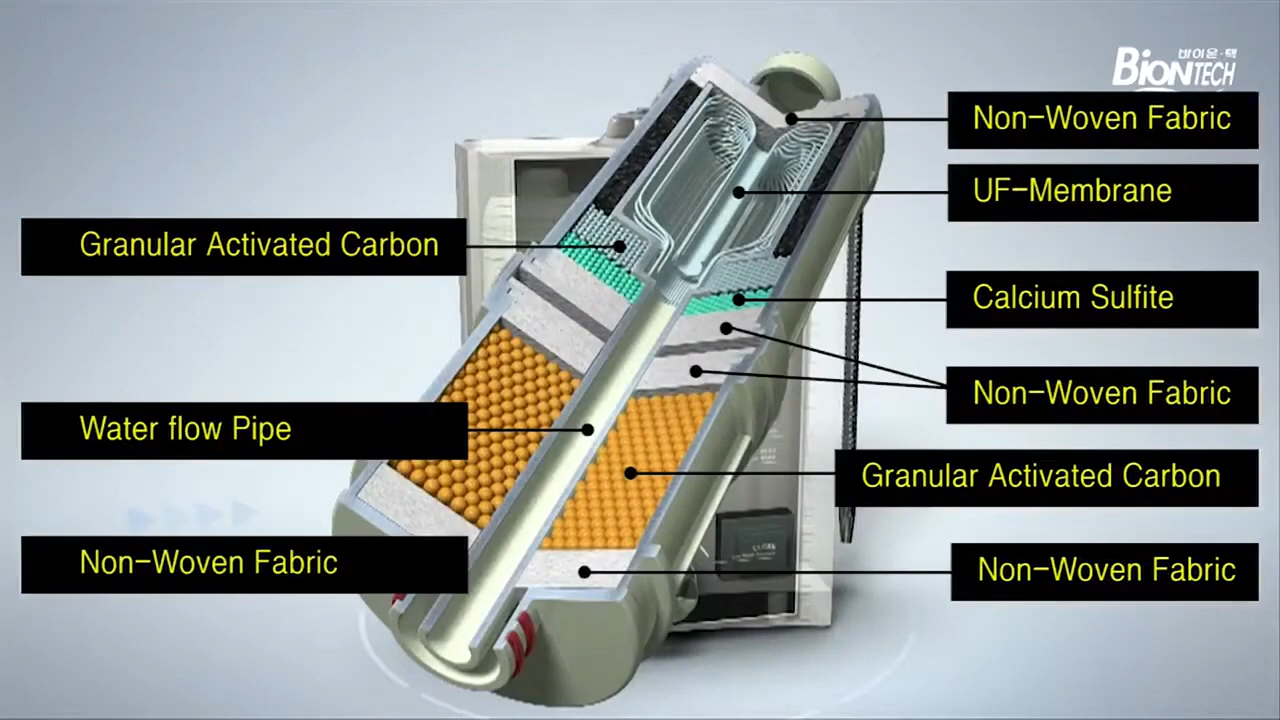 바이온·텍
BIONTECH
Non-Woven Fabric
UF-Membrane
Granular Activated Carbon
Calcium Sulfite
Non-Woven Fabric
Water flow Pipe
Granular Activated Carbon
Non-Woven Fabric
Non-Woven Fabric